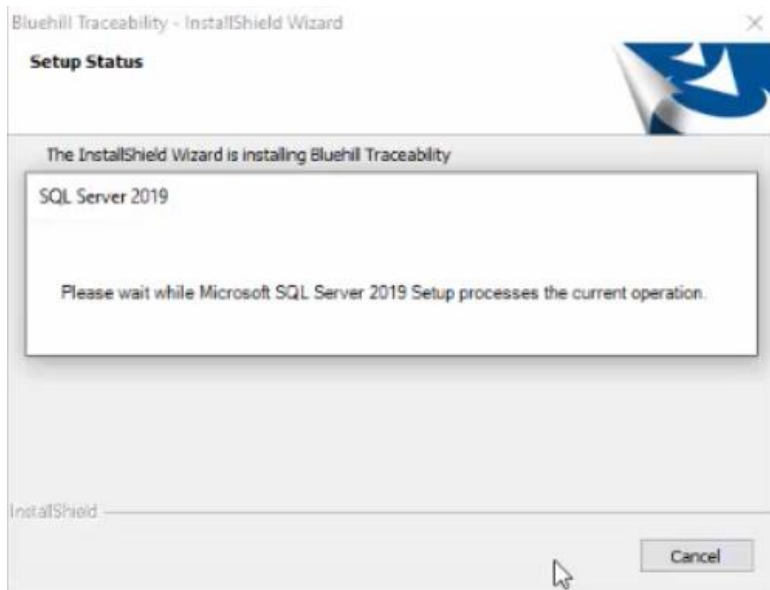 Bluehill Traceability - InstallShield Wizard
Setup Status
The InstallShield Wizard is installing Bluehill Traceability
SQL Server 2019
Please wait while Microsoft SQL Server 2019 Setup processes the current operation.
InstallShield
Cancel